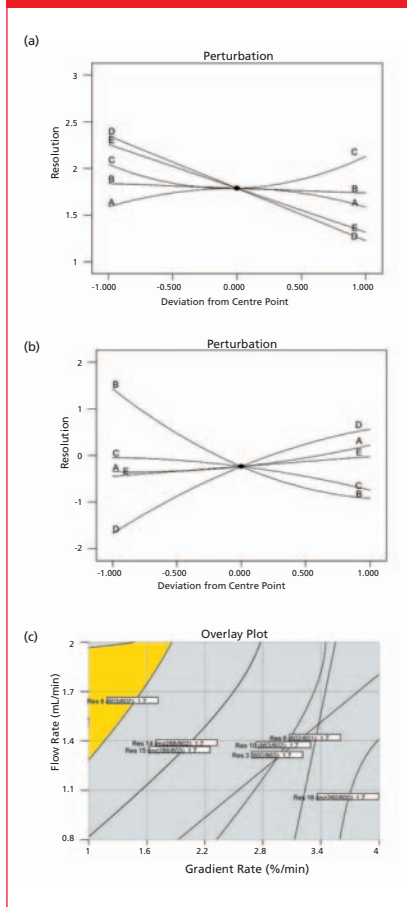 (a)
Perturbation
3
2.5
2
1.5
1
Resolution
D
E
C
B
A
C
B
A
E
D
-1.000 -0.500 0.000 0.500 1.000
Deviation from Centre Point
(b)
Perturbation
2
1
0
-1
-2
Resolution
B
C
A E
D
D
A
E
C
B
-1.000 -0.500 0.000 0.500 1.000
Deviation from Centre Point
(c)
Overlay Plot
2
1.7
1.4
1.1
0.8
Flow Rate (mL/min)
1 1.6 2.2 2.8 3.4 4
Gradient Rate (%/min)